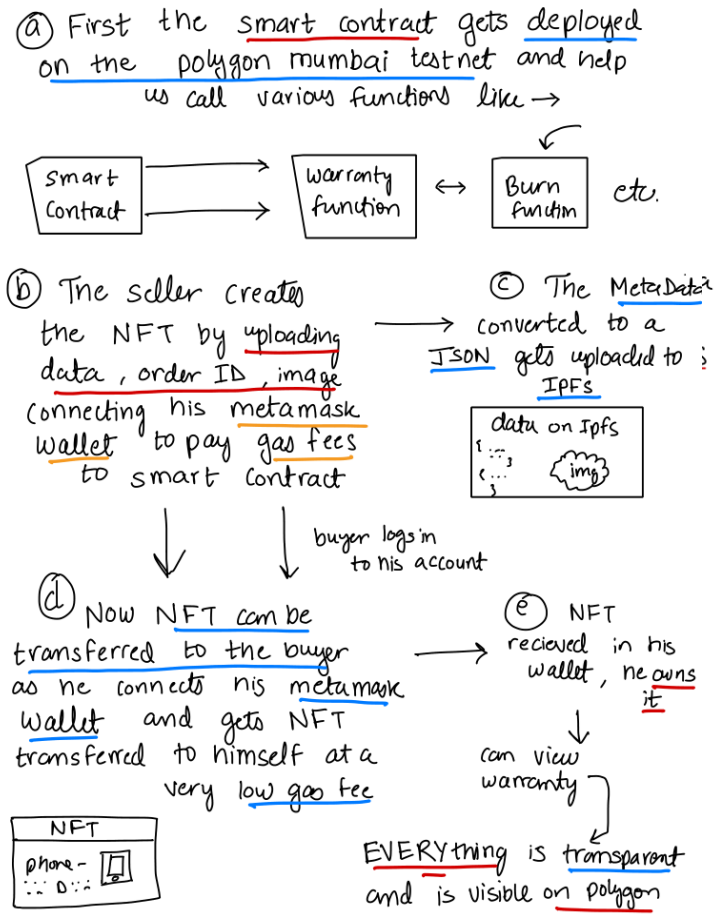 ⓐ First the smart contract gets deployed
on the polygon mumbai testnet and help
us call various functions like →
smart
Contract
Warranty
function
Burn
function
etc.
ⓑ The seller creates
the NFT by uploading
data, order ID, image
connecting his metamask
wallet to pay gas fees
to smart contract
ⓒ The MetaData
converted to a
JSON gets uploaded to
IPFs
data on Ipfs
{ ...
}
{ ...
}
img
buyer logs in
to his account
ⓓ Now NFT can be
transferred to the buyer
as he connects his metamask
wallet and gets NFT
transferred to himself at a
very low gas fee
ⓔ NFT
recieved in his
wallet, he owns
it
can view
warranty
NFT
phone-
EVERYthing is transparent
and is visible on polygon